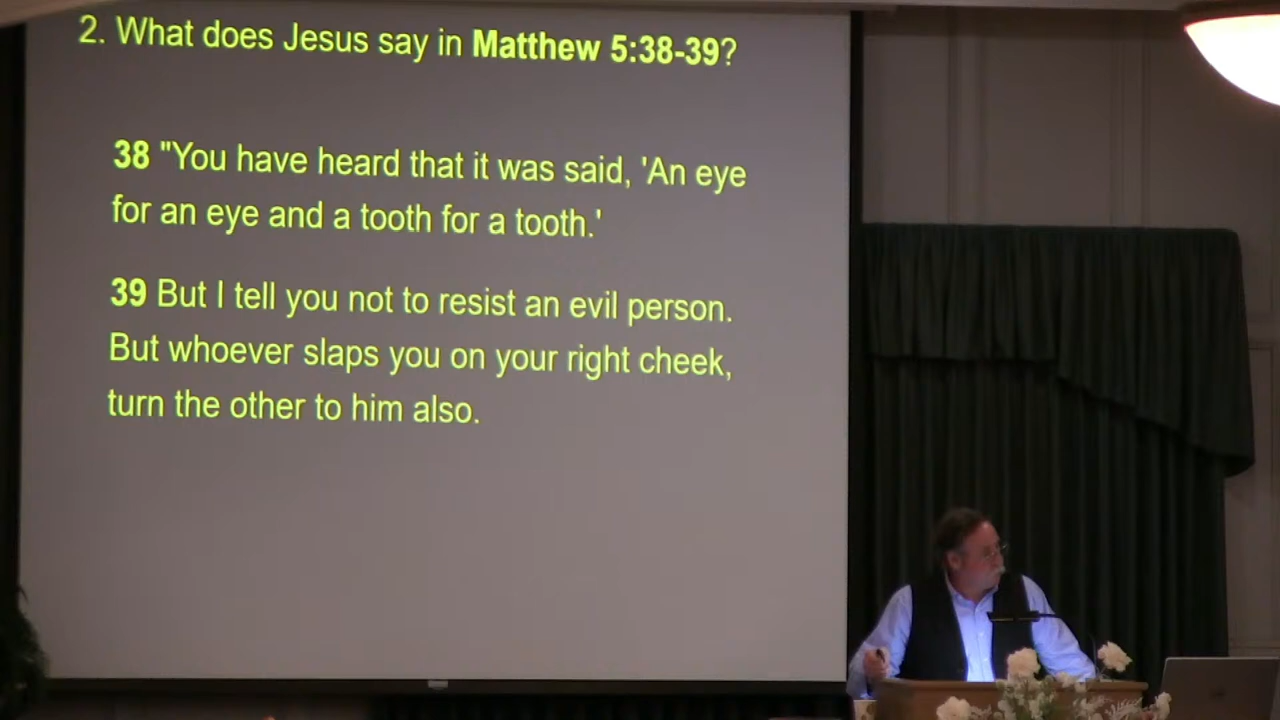 2. What does Jesus say in Matthew 5:38-39?
38 "You have heard that it was said, 'An eye
for an eye and a tooth for a tooth.'
39 But I tell you not to resist an evil person.
But whoever slaps you on your right cheek,
turn the other to him also.